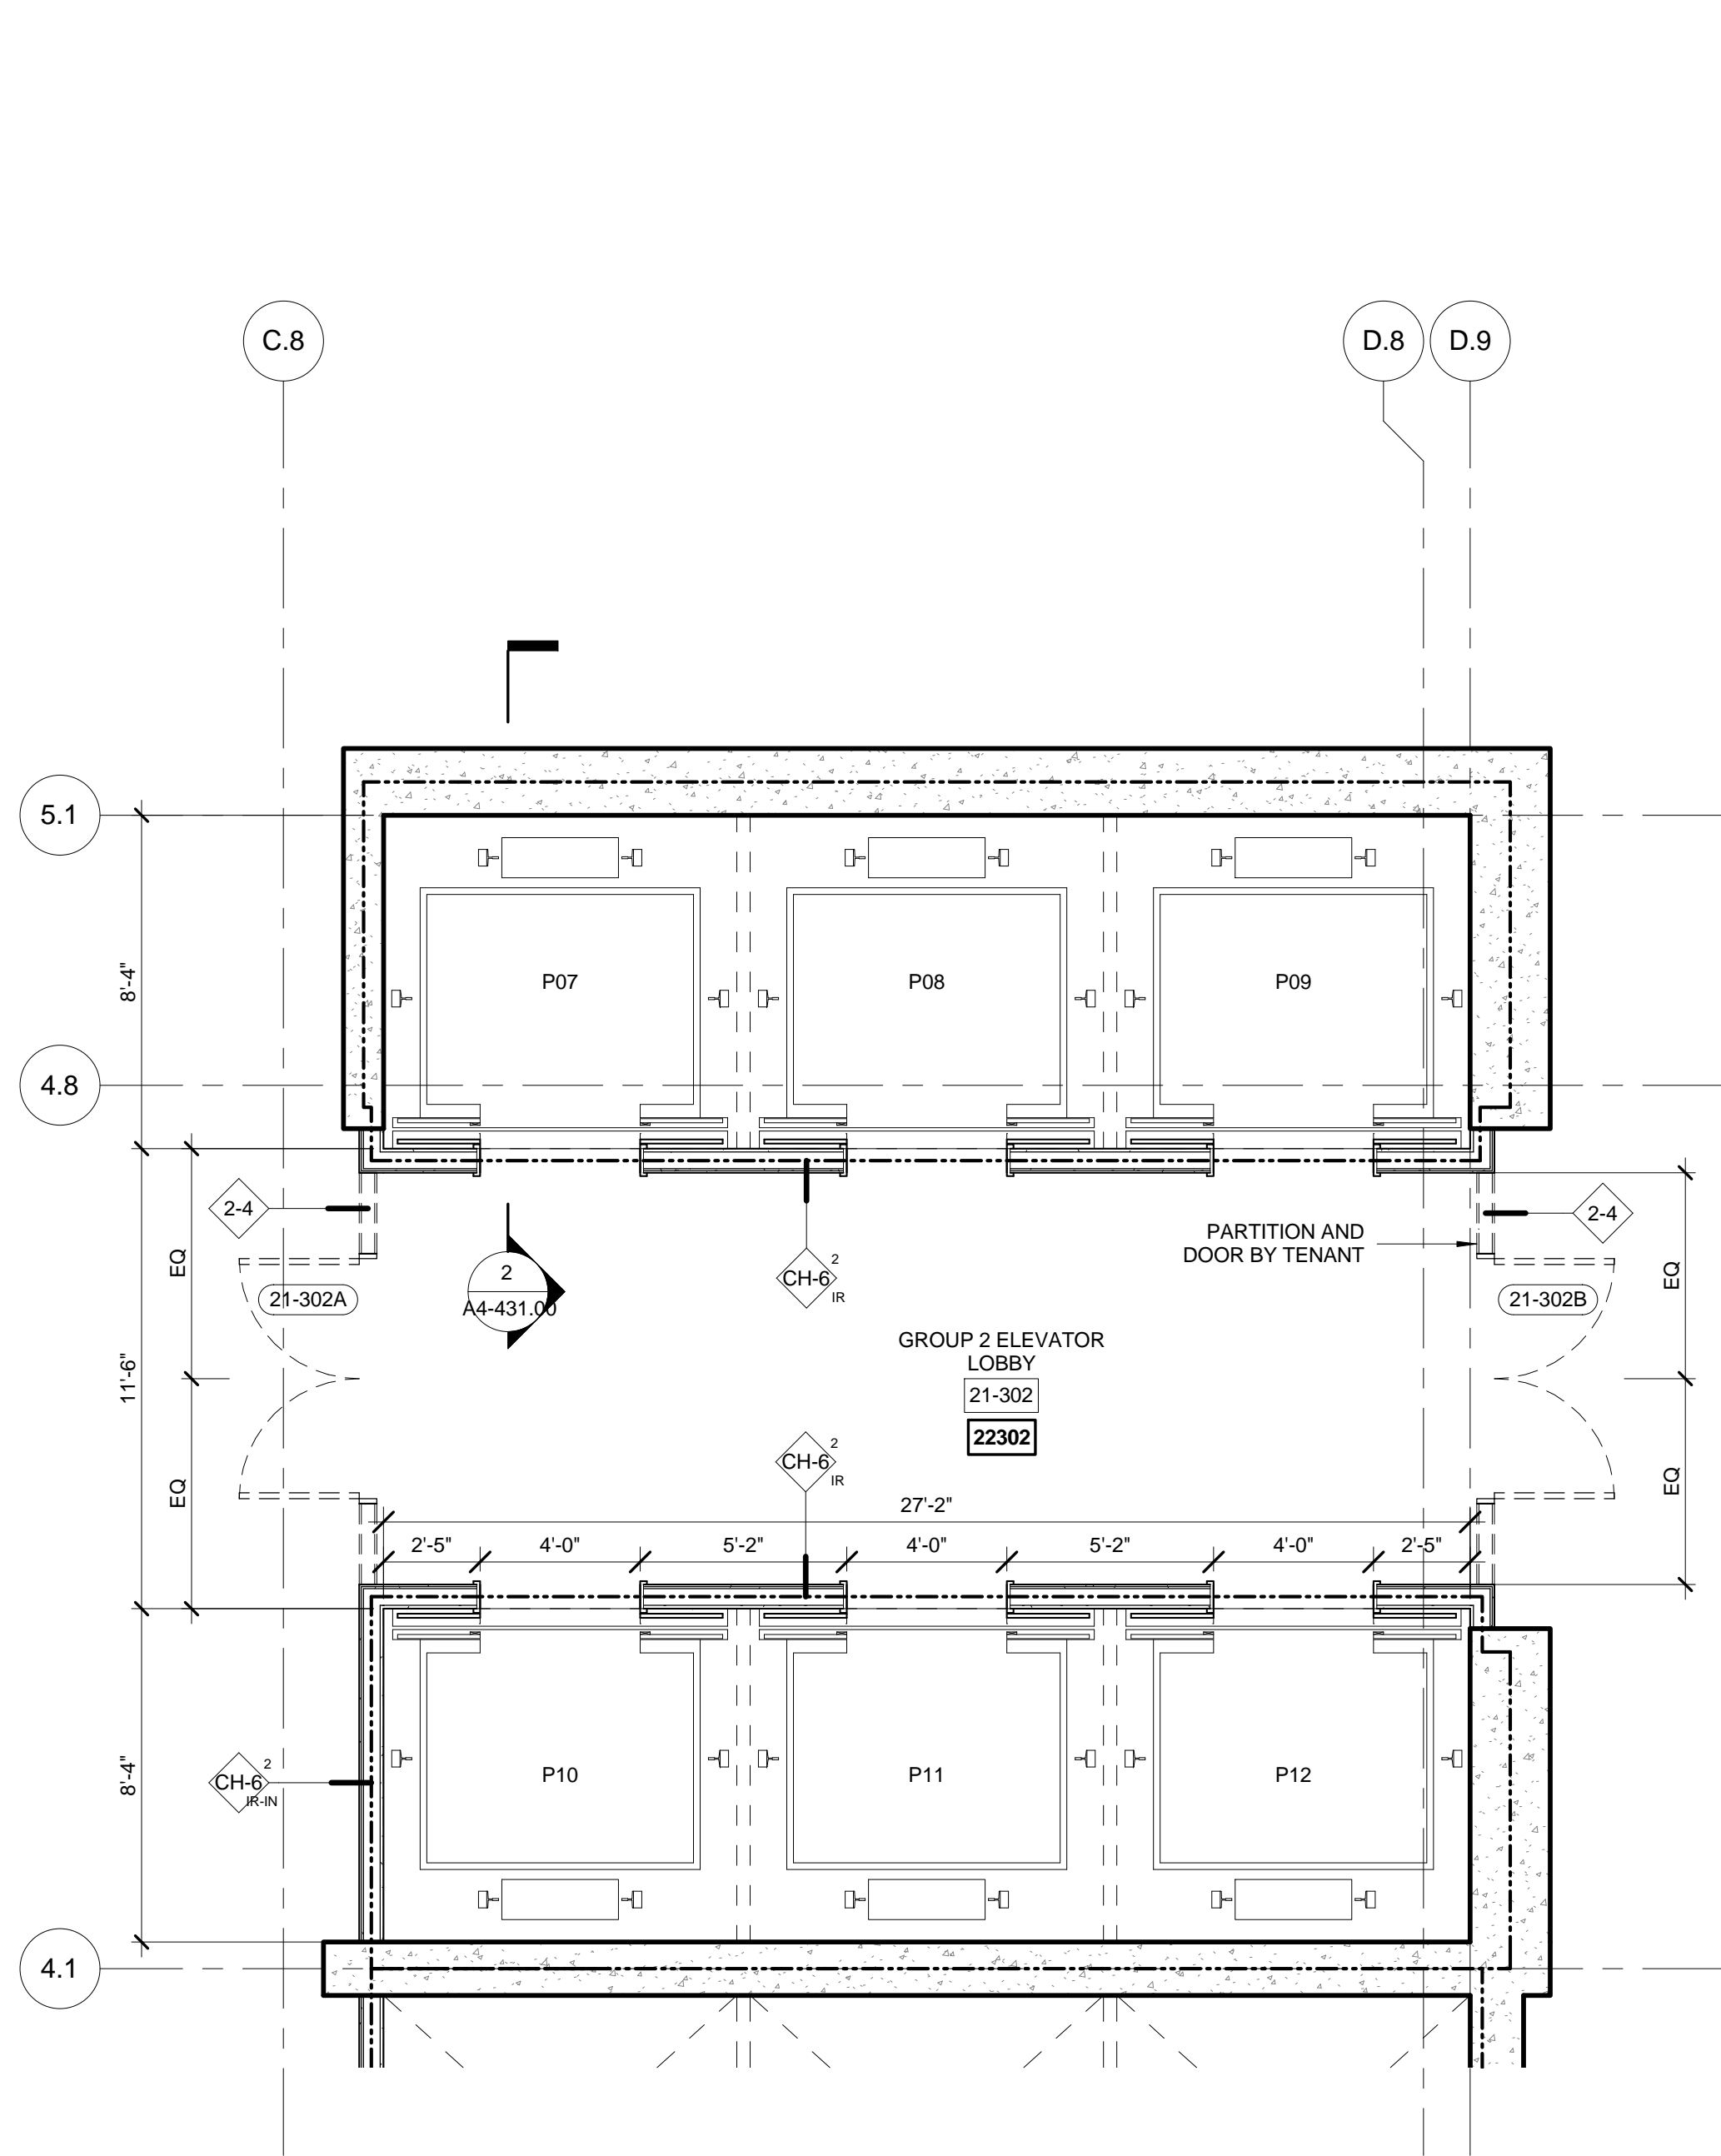 C.8
D.8
D.9
5.1
8'-4"
P07
P08
P09
4.8
2-4
2-4
PARTITION AND
DOOR BY TENANT
EQ
EQ
21-302A
2
A4-431.00
2
CH-6
IR
21-302B
GROUP 2 ELEVATOR
LOBBY
21-302
22302
11'-6"
2
CH-6
IR
EQ
EQ
27'-2"
2'-5"
4'-0"
5'-2"
4'-0"
5'-2"
4'-0"
2'-5"
8'-4"
2
CH-6
IR-IN
P10
P11
P12
4.1